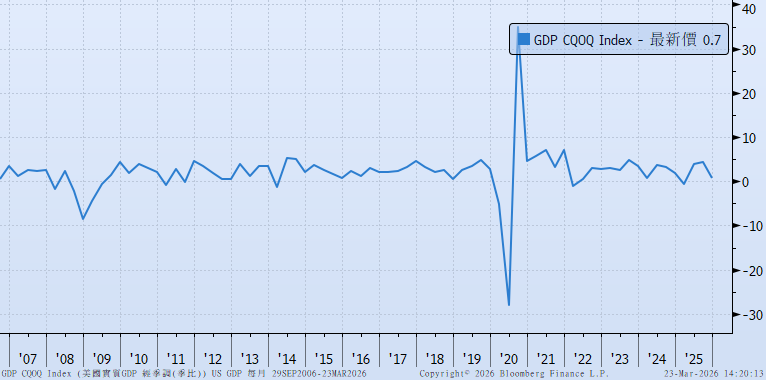 GDP CQOQ Index - 最新價 0.7
40
30
20
10
0
-10
-20
-30
'07 '08 '09 '10 '11 '12 '13 '14 '15 '16 '17 '18 '19 '20 '21 '22 '23 '24 '25
GDP CQOQ Index (美國實質GDP 經季調(季比)) US GDP 每月 29SEP2006-23MAR2026 Copyright© 2026 Bloomberg Finance L.P. 23-Mar-2026 14:20:13